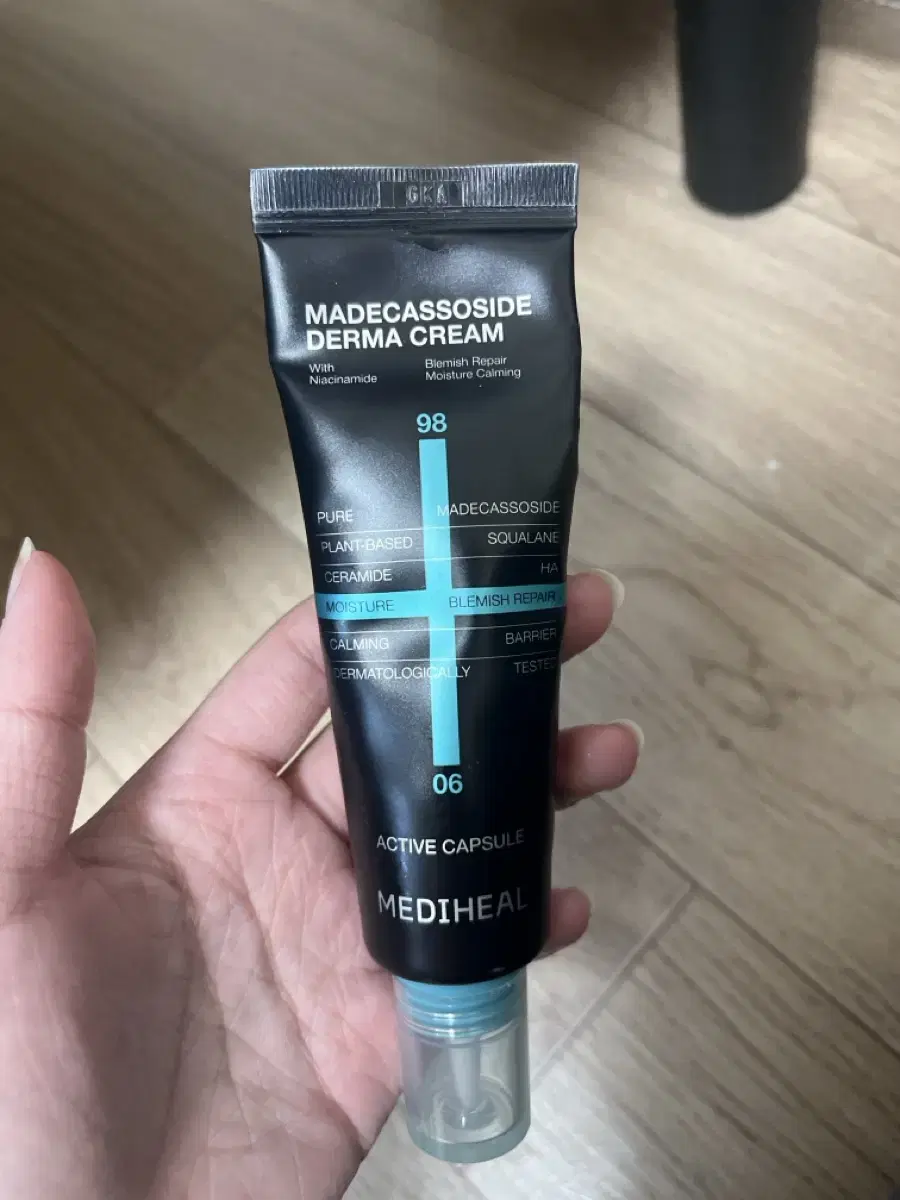 GKA
MADECASSOSIDE
DERMA CREAM
With
Niacinamide
Blemish Repair
Moisture Calming
98
PURE MADECASSOSIDE
PLANT-BASED SQUALANE
CERAMIDE HA
MOISTURE BLEMISH REPAIR
CALMING BARRIER
DERMATOLOGICALLY TESTED
06
ACTIVE CAPSULE
MEDIHEAL